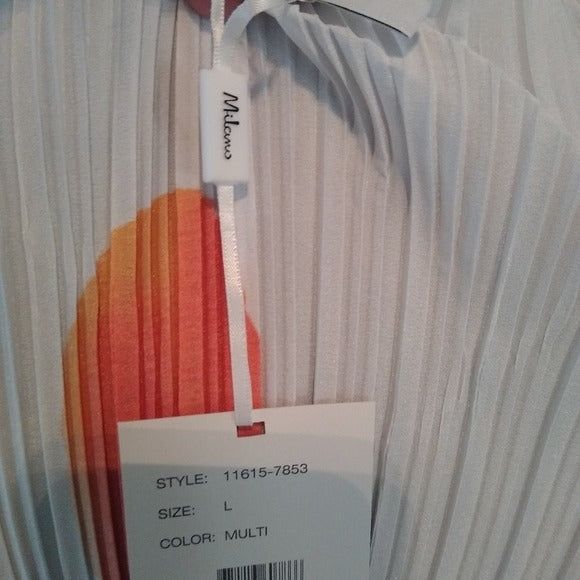 Milano
STYLE: 11615-7853
SIZE: L
COLOR: MULTI